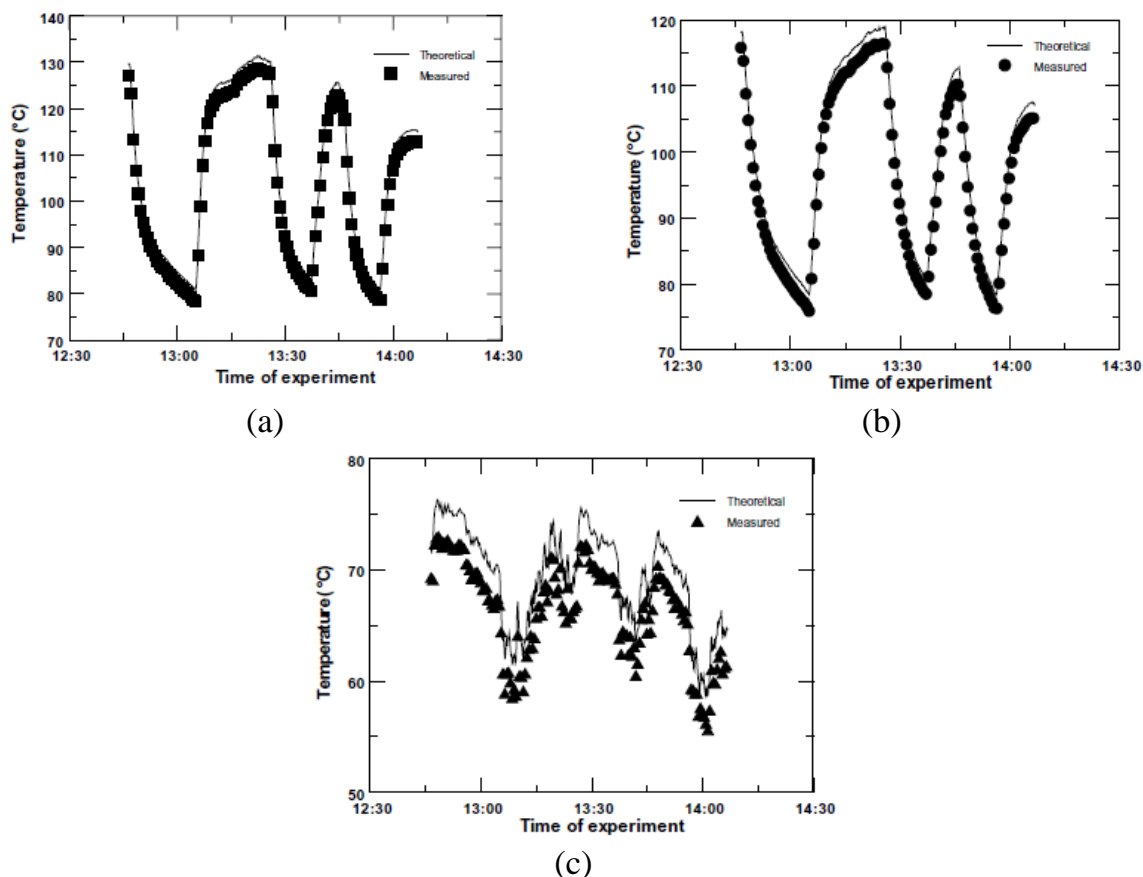 140
130
120
110
100
90
80
70
Temperature (°C)
Theoretical
Measured
12:30 13:00 13:30 14:00 14:30
Time of experiment
(a)
120
110
100
90
80
70
Temperature (°C)
Theoretical
Measured
12:30 13:00 13:30 14:00 14:30
Time of experiment
(b)
80
70
60
50
Temperature (°C)
Theoretical
Measured
12:30 13:00 13:30 14:00 14:30
Time of experiment
(c)